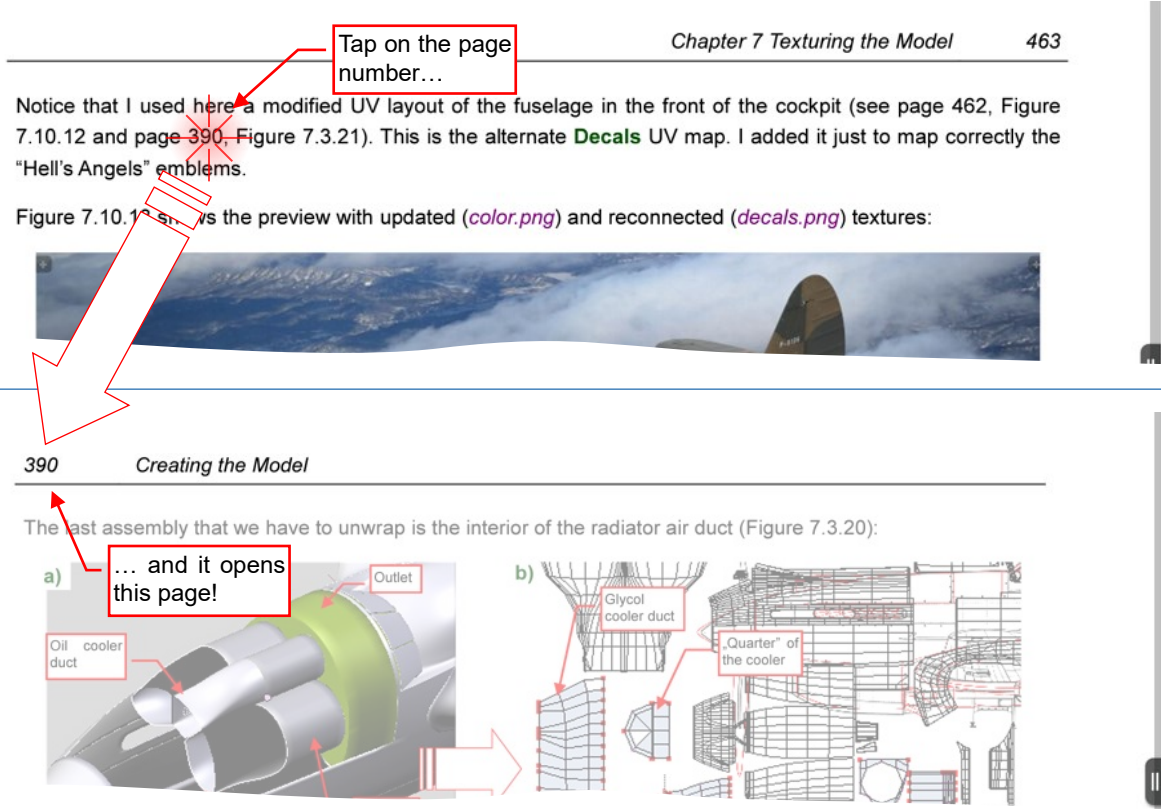 Tap on the page
number…
Chapter 7 Texturing the Model 463
Notice that I used here a modified UV layout of the fuselage in the front of the cockpit (see page 462, Figure
7.10.12 and page 390, Figure 7.3.21). This is the alternate Decals UV map. I added it just to map correctly the
“Hell’s Angels” emblems.
Figure 7.10.13 shows the preview with updated (color.png) and reconnected (decals.png) textures:
390 Creating the Model
The last assembly that we have to unwrap is the interior of the radiator air duct (Figure 7.3.20):
… and it opens
this page!
a)
Outlet
Oil cooler
duct
b)
Glycol
cooler duct
„Quarter” of
the cooler